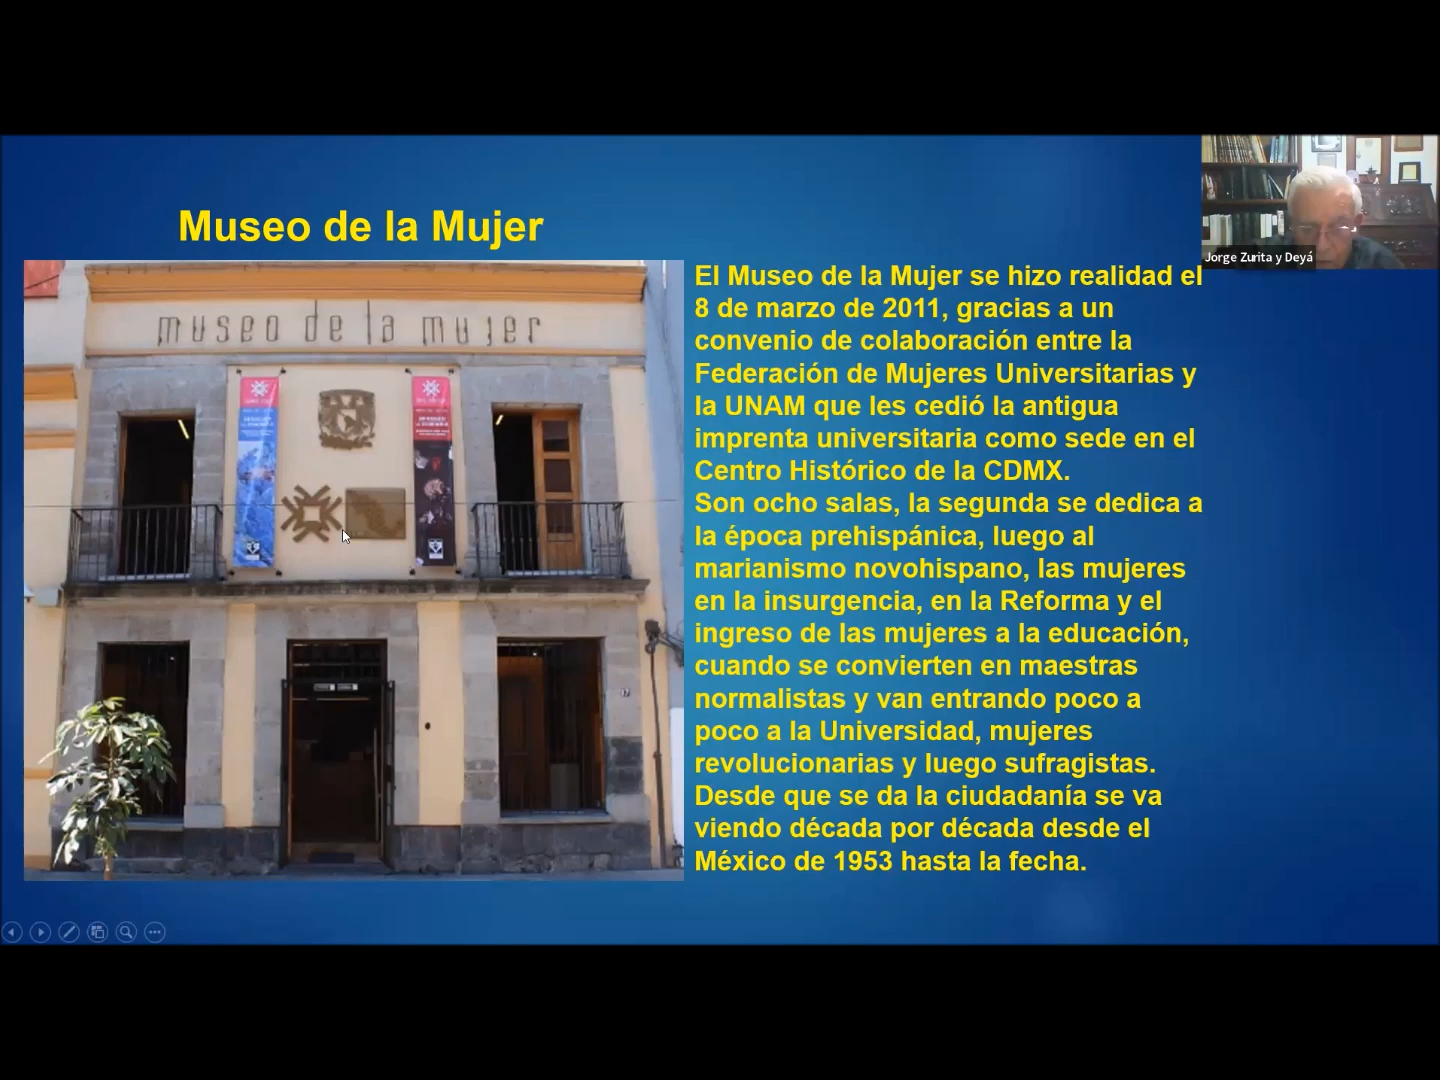 Museo de la Mujer
museo de la mujer
17
Jorge Zurita y Deyá
El Museo de la Mujer se hizo realidad el
8 de marzo de 2011, gracias a un
convenio de colaboración entre la
Federación de Mujeres Universitarias y
la UNAM que les cedió la antigua
imprenta universitaria como sede en el
Centro Histórico de la CDMX.
Son ocho salas, la segunda se dedica a
la época prehispánica, luego al
marianismo novohispano, las mujeres
en la insurgencia, en la Reforma y el
ingreso de las mujeres a la educación,
cuando se convierten en maestras
normalistas y van entrando poco a
poco a la Universidad, mujeres
revolucionarias y luego sufragistas.
Desde que se da la ciudadanía se va
viendo década por década desde el
México de 1953 hasta la fecha.